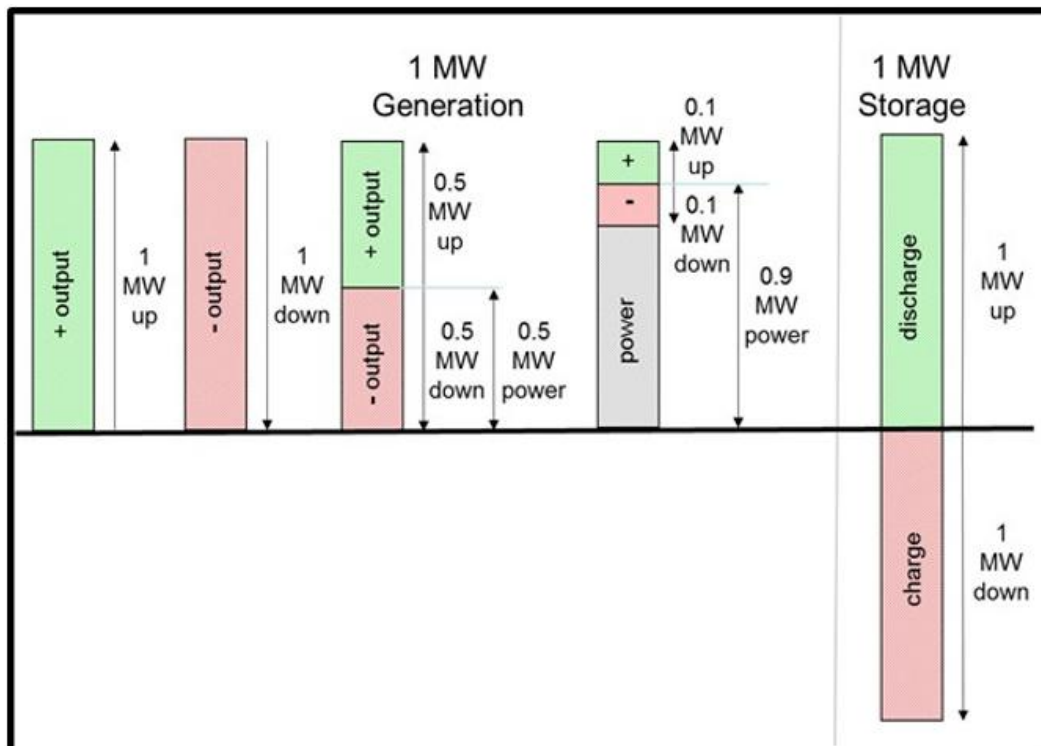 1 MW
Generation
1 MW
Storage
+ output
1
MW
up
- output
1
MW
down
+ output
- output
0.5
MW
up
0.5
MW
down
0.5
MW
power
+
-
power
0.1
MW
up
0.1
MW
down
0.9
MW
power
discharge
charge
1
MW
up
1
MW
down